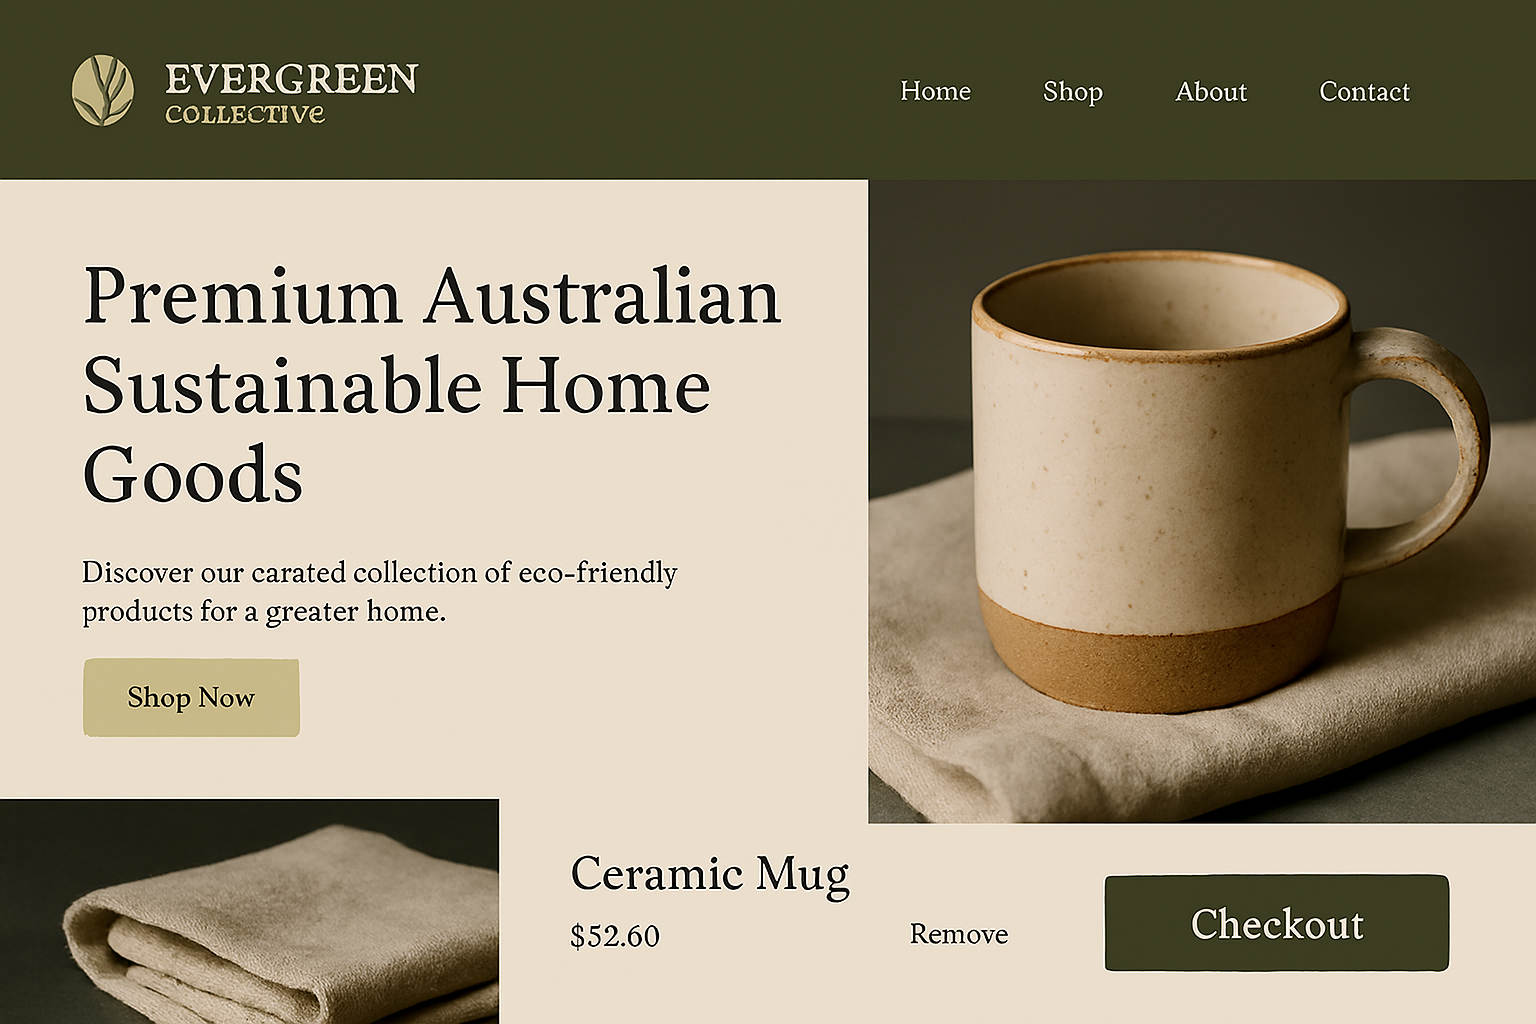 EVERGREEN
COLLECTIVE
Home Shop About Contact
Premium Australian
Sustainable Home
Goods
Discover our carated collection of eco-friendly
products for a greater home.
Shop Now
Ceramic Mug
$52.60
Remove
Checkout